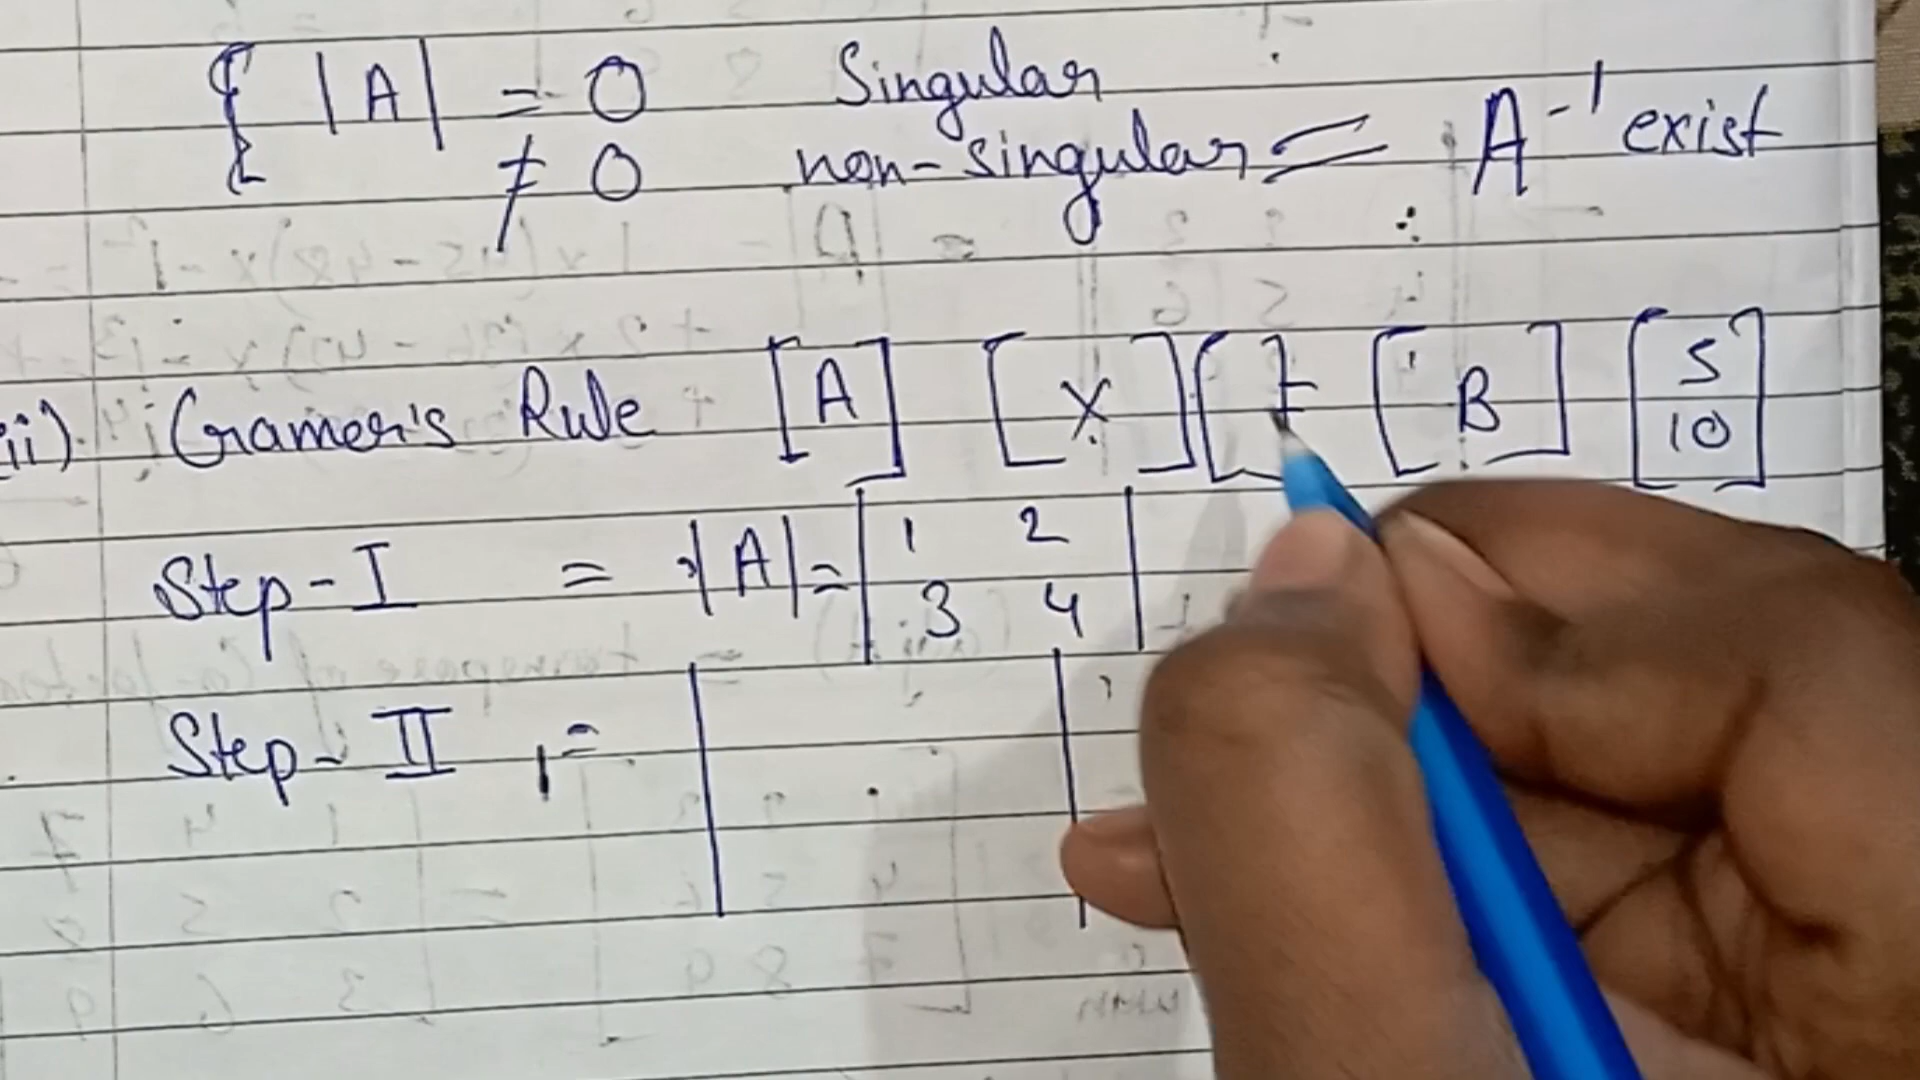 { |A| = 0 Singular
≠ 0 non-singular = A⁻¹ exist
ii). Cramer's Rule [A] [X] [ ] = [B] [5
10]
Step-I = |A| = |1 2
3 4|
Step-II = | |